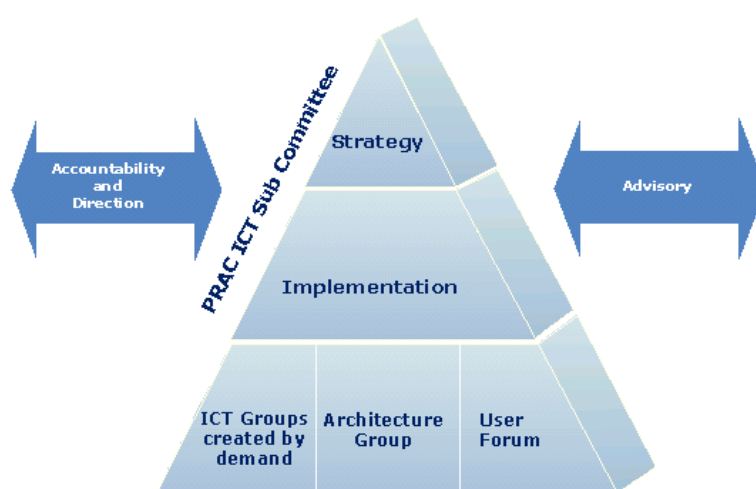 PRAC ICT Sub Committee
Strategy
Accountability
and
Direction
Advisory
Implementation
ICT Groups
created by
demand
Architecture
Group
User
Forum